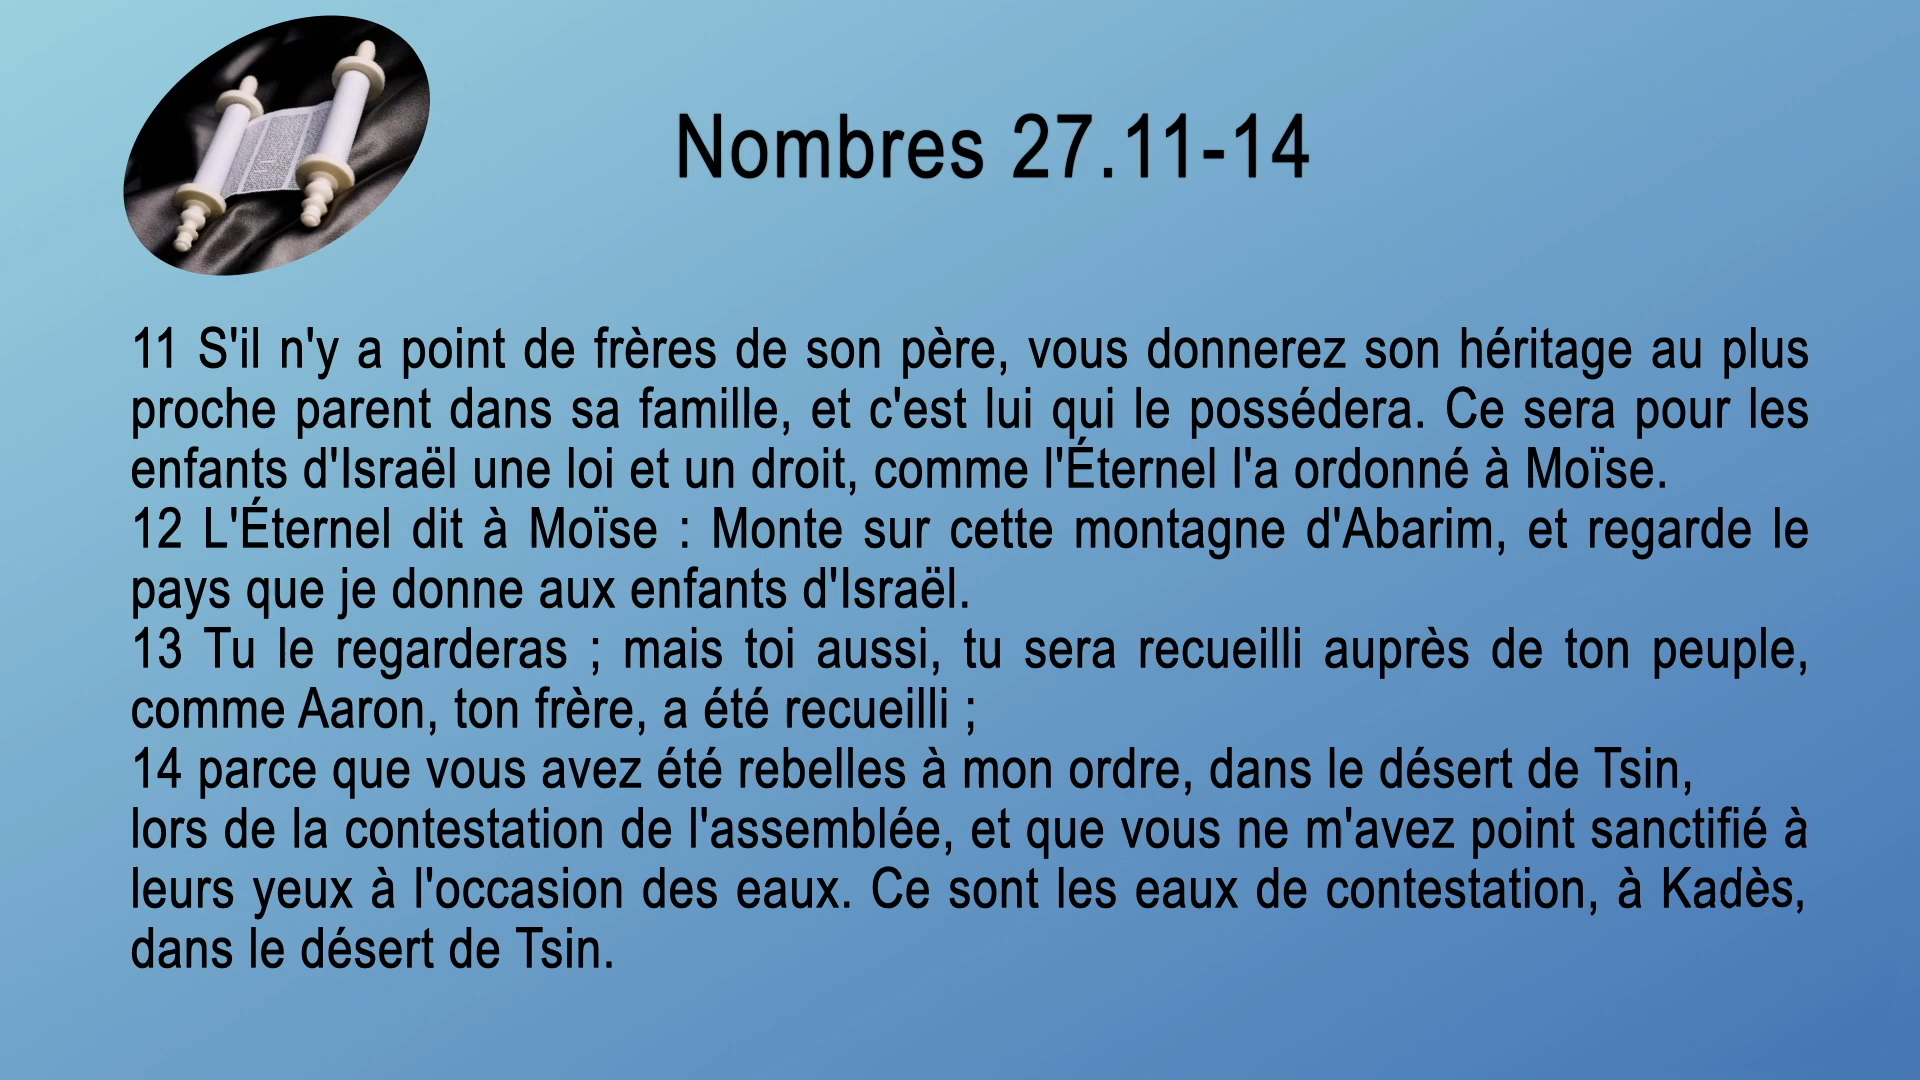 Nombres 27.11-14
11 S'il n'y a point de frères de son père, vous donnerez son héritage au plus
proche parent dans sa famille, et c'est lui qui le possédera. Ce sera pour les
enfants d'Israël une loi et un droit, comme l'Éternel l'a ordonné à Moïse.
12 L'Éternel dit à Moïse : Monte sur cette montagne d'Abarim, et regarde le
pays que je donne aux enfants d'Israël.
13 Tu le regarderas ; mais toi aussi, tu sera recueilli auprès de ton peuple,
comme Aaron, ton frère, a été recueilli ;
14 parce que vous avez été rebelles à mon ordre, dans le désert de Tsin,
lors de la contestation de l'assemblée, et que vous ne m'avez point sanctifié à
leurs yeux à l'occasion des eaux. Ce sont les eaux de contestation, à Kadès,
dans le désert de Tsin.